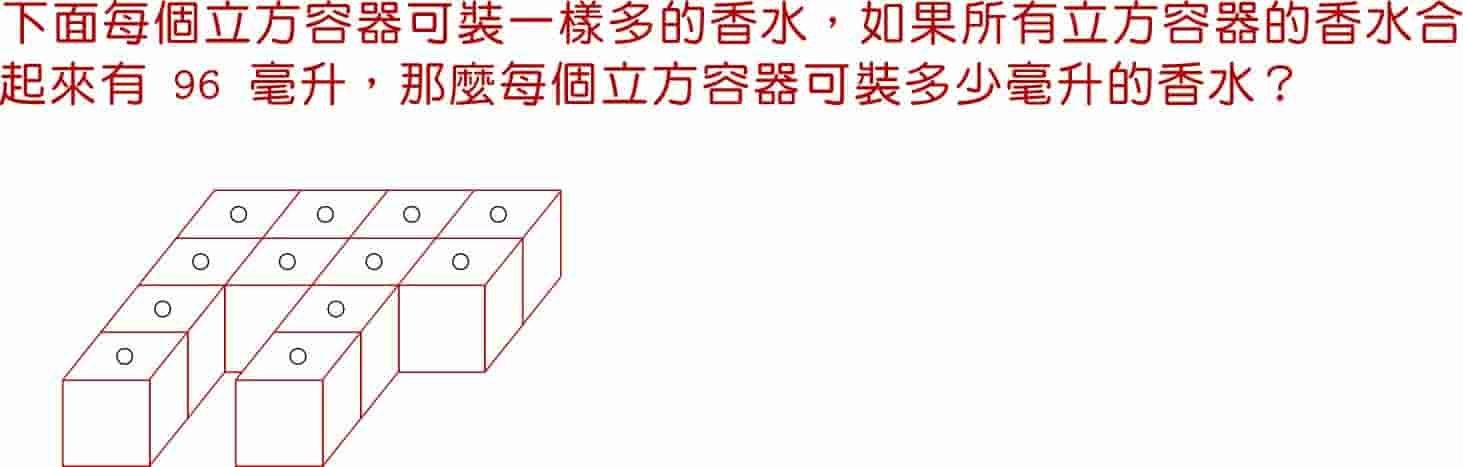 下面每個立方容器可裝一樣多的香水，如果所有立方容器的香水合
起來有 96 毫升，那麼每個立方容器可裝多少毫升的香水？